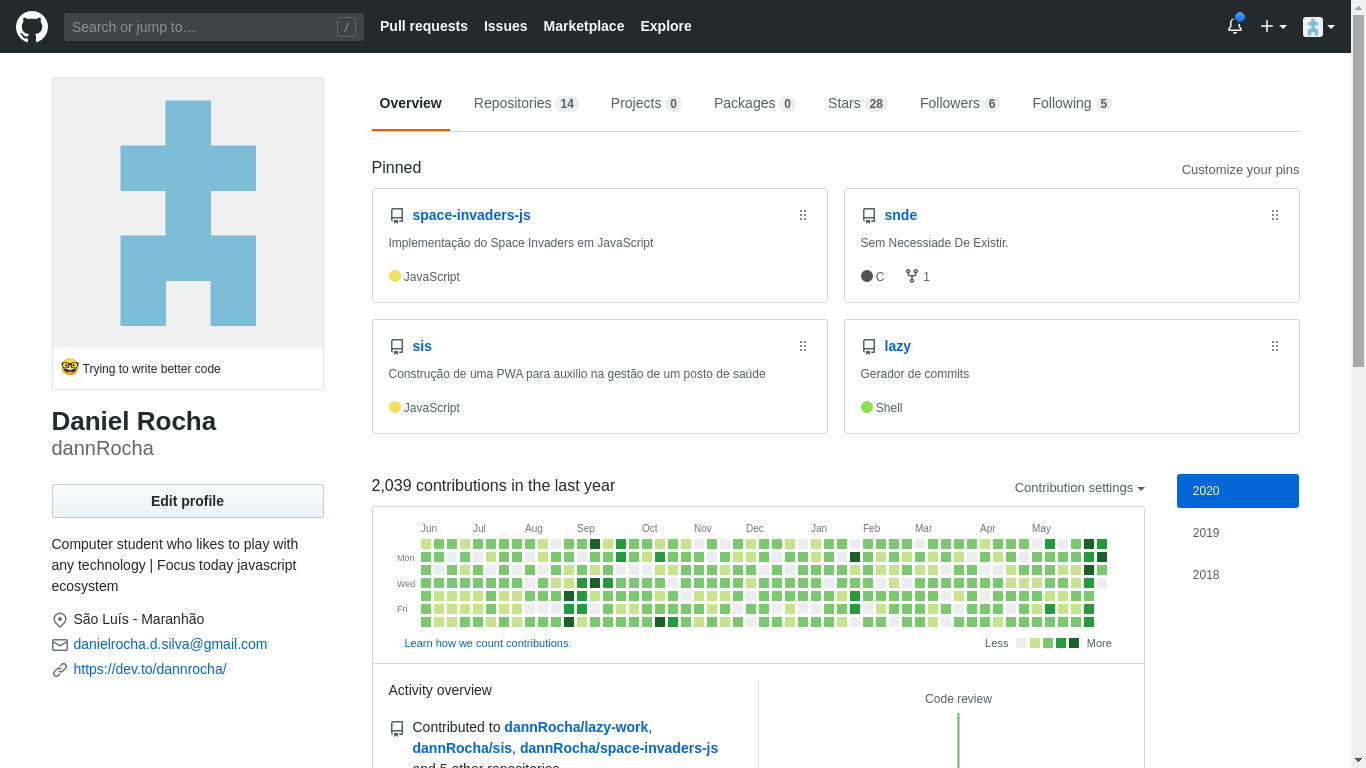 Search or jump to…
/
Pull requests
Issues
Marketplace
Explore
Overview
Repositories 14
Projects 0
Packages 0
Stars 28
Followers 6
Following 5
Trying to write better code
Daniel Rocha
dannRocha
Edit profile
Computer student who likes to play with
any technology | Focus today javascript
ecosystem
São Luís - Maranhão
danielrocha.d.silva@gmail.com
https://dev.to/dannrocha/
Pinned
Customize your pins
space-invaders-js
Implementação do Space Invaders em JavaScript
JavaScript
snde
Sem Necessiade De Existir.
C 1
sis
Construção de uma PWA para auxilio na gestão de um posto de saúde
JavaScript
lazy
Gerador de commits
Shell
2,039 contributions in the last year
Contribution settings
2020
2019
2018
Jun Jul Aug Sep Oct Nov Dec Jan Feb Mar Apr May
Mon
Wed
Fri
Learn how we count contributions.
Less More
Activity overview
Contributed to dannRocha/lazy-work,
dannRocha/sis, dannRocha/space-invaders-js
and 5 other repositories
Code review